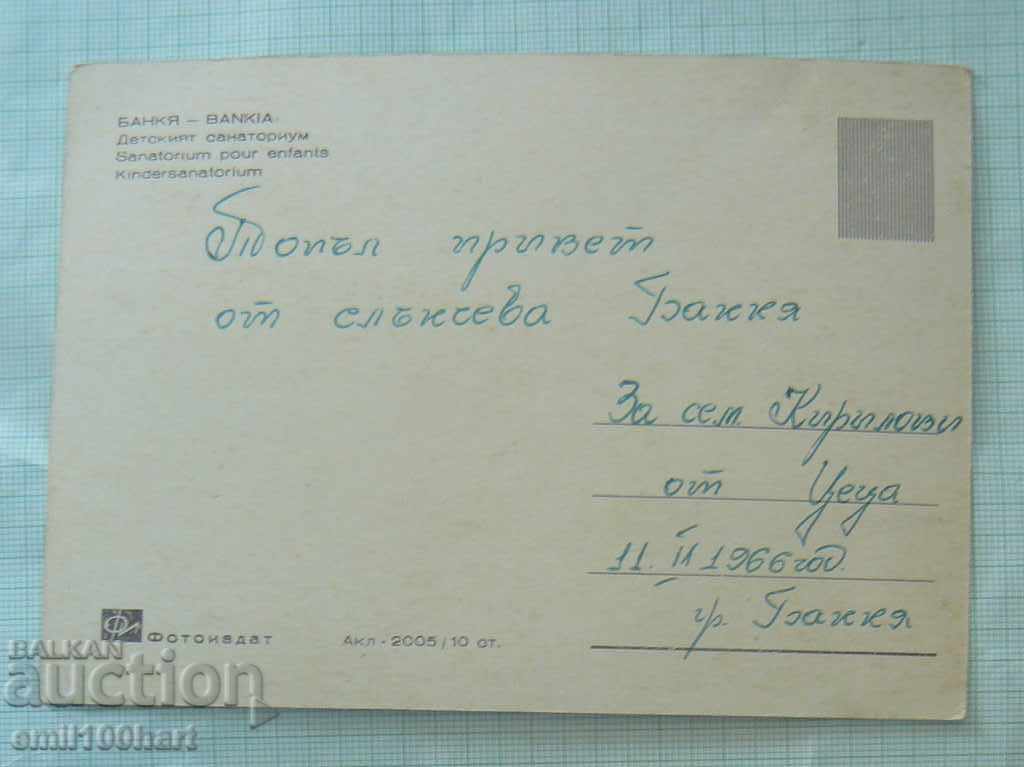 БАНКЯ – BANKIA
Детският санаториум
Sanatorium pour enfants
Kindersanatorium
Топъл привет
от слънчева Банкя
За сем. Кирилови
от Цеца
11. II 1966 год.
гр. Банкя
Фотоиздат
Акл - 2005/10 ст.
BALKAN
auction
emil100hart